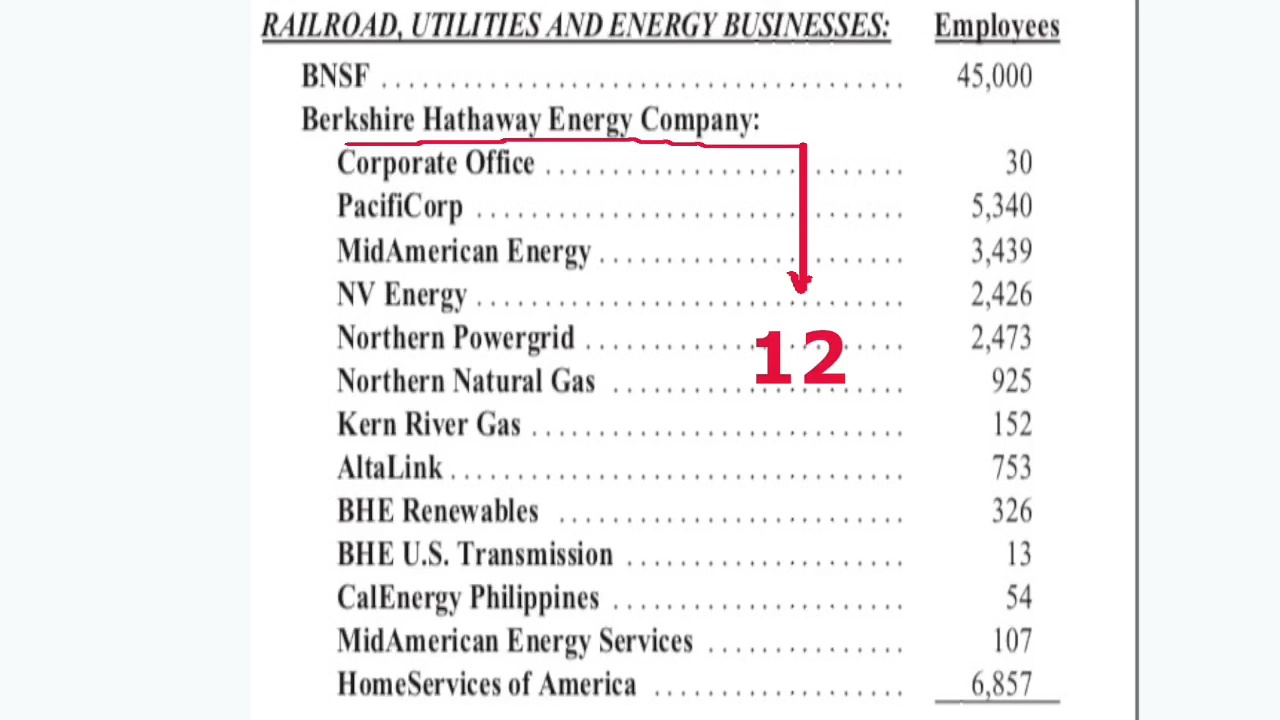 RAILROAD, UTILITIES AND ENERGY BUSINESSES: Employees
BNSF ........................................ 45,000
Berkshire Hathaway Energy Company:
Corporate Office ........................... 30
PacifiCorp ................................ 5,340
MidAmerican Energy ....................... 3,439
NV Energy ................................ 2,426
Northern Powergrid ........................ 2,473
12
Northern Natural Gas ...................... 925
Kern River Gas ............................ 152
AltaLink .................................. 753
BHE Renewables .......................... 326
BHE U.S. Transmission ..................... 13
CalEnergy Philippines ...................... 54
MidAmerican Energy Services ............... 107
HomeServices of America ................... 6,857